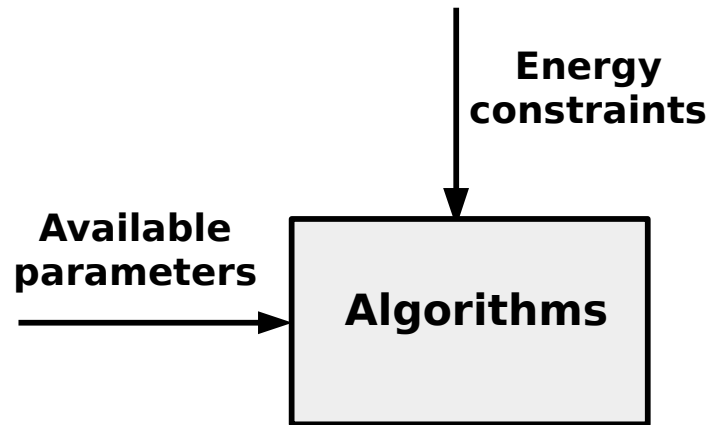 Energy
constraints
Available
parameters
Algorithms